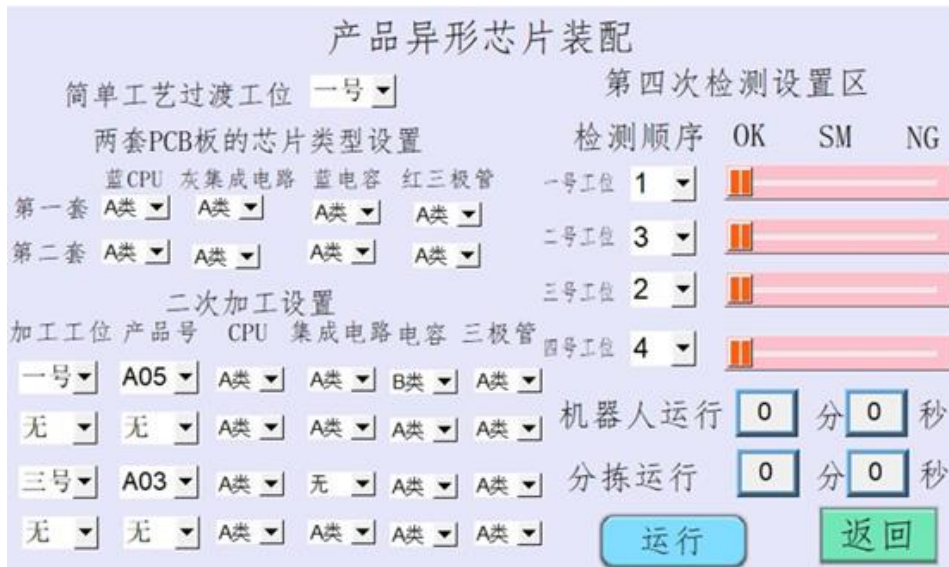 产品异形芯片装配
简单工艺过渡工位 一号
两套PCB板的芯片类型设置
蓝CPU 灰集成电路 蓝电容 红三极管
第一套 A类 A类 A类 A类
第二套 A类 A类 A类 A类
二次加工设置
加工工位 产品号 CPU 集成电路 电容 三极管
一号 A05 A类 A类 B类 A类
无 无 A类 A类 A类 A类
三号 A03 A类 无 A类 A类
无 无 A类 A类 A类 A类
第四次检测设置区
检测顺序 OK SM NG
一号工位 1
二号工位 3
三号工位 2
四号工位 4
机器人运行 0 分 0 秒
分拣运行 0 分 0 秒
运行 返回